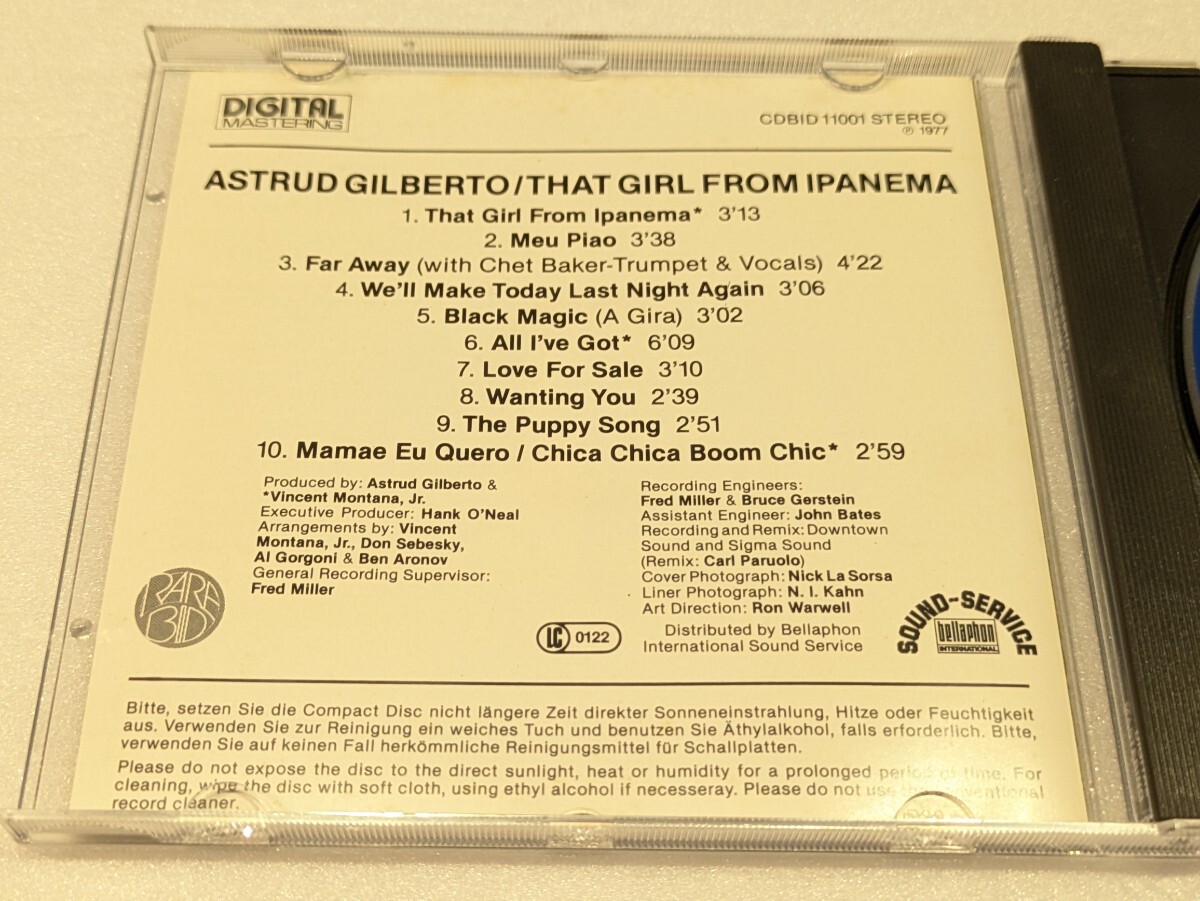 DIGITAL
MASTERING
CDBID 11001 STEREO
℗ 1977
ASTRUD GILBERTO/THAT GIRL FROM IPANEMA
1. That Girl From Ipanema* 3'13
2. Meu Piao 3'38
3. Far Away (with Chet Baker-Trumpet & Vocals) 4'22
4. We'll Make Today Last Night Again 3'06
5. Black Magic (A Gira) 3'02
6. All I've Got* 6'09
7. Love For Sale 3'10
8. Wanting You 2'39
9. The Puppy Song 2'51
10. Mamae Eu Quero / Chica Chica Boom Chic* 2'59
Produced by: Astrud Gilberto &
*Vincent Montana, Jr.
Executive Producer: Hank O'Neal
Arrangements by: Vincent
Montana, Jr., Don Sebesky,
Al Gorgoni & Ben Aronov
General Recording Supervisor:
Fred Miller
Recording Engineers:
Fred Miller & Bruce Gerstein
Assistant Engineer: John Bates
Recording and Remix: Downtown
Sound and Sigma Sound
(Remix: Carl Paruolo)
Cover Photograph: Nick La Sorsa
Liner Photograph: N. I. Kahn
Art Direction: Ron Warwell
Distributed by Bellaphon
International Sound Service
RARA
BIID
LC 0122
SOUND-SERVICE
bellaphon
INTERNATIONAL
Bitte, setzen Sie die Compact Disc nicht längere Zeit direkter Sonneneinstrahlung, Hitze oder Feuchtigkeit
aus. Verwenden Sie zur Reinigung ein weiches Tuch und benutzen Sie Äthylalkohol, falls erforderlich. Bitte,
verwenden Sie auf keinen Fall herkömmliche Reinigungsmittel für Schallplatten.
Please do not expose the disc to the direct sunlight, heat or humidity for a prolonged period of time. For
cleaning, wipe the disc with soft cloth, using ethyl alcohol if necesseray. Please do not use the conventional
record cleaner.